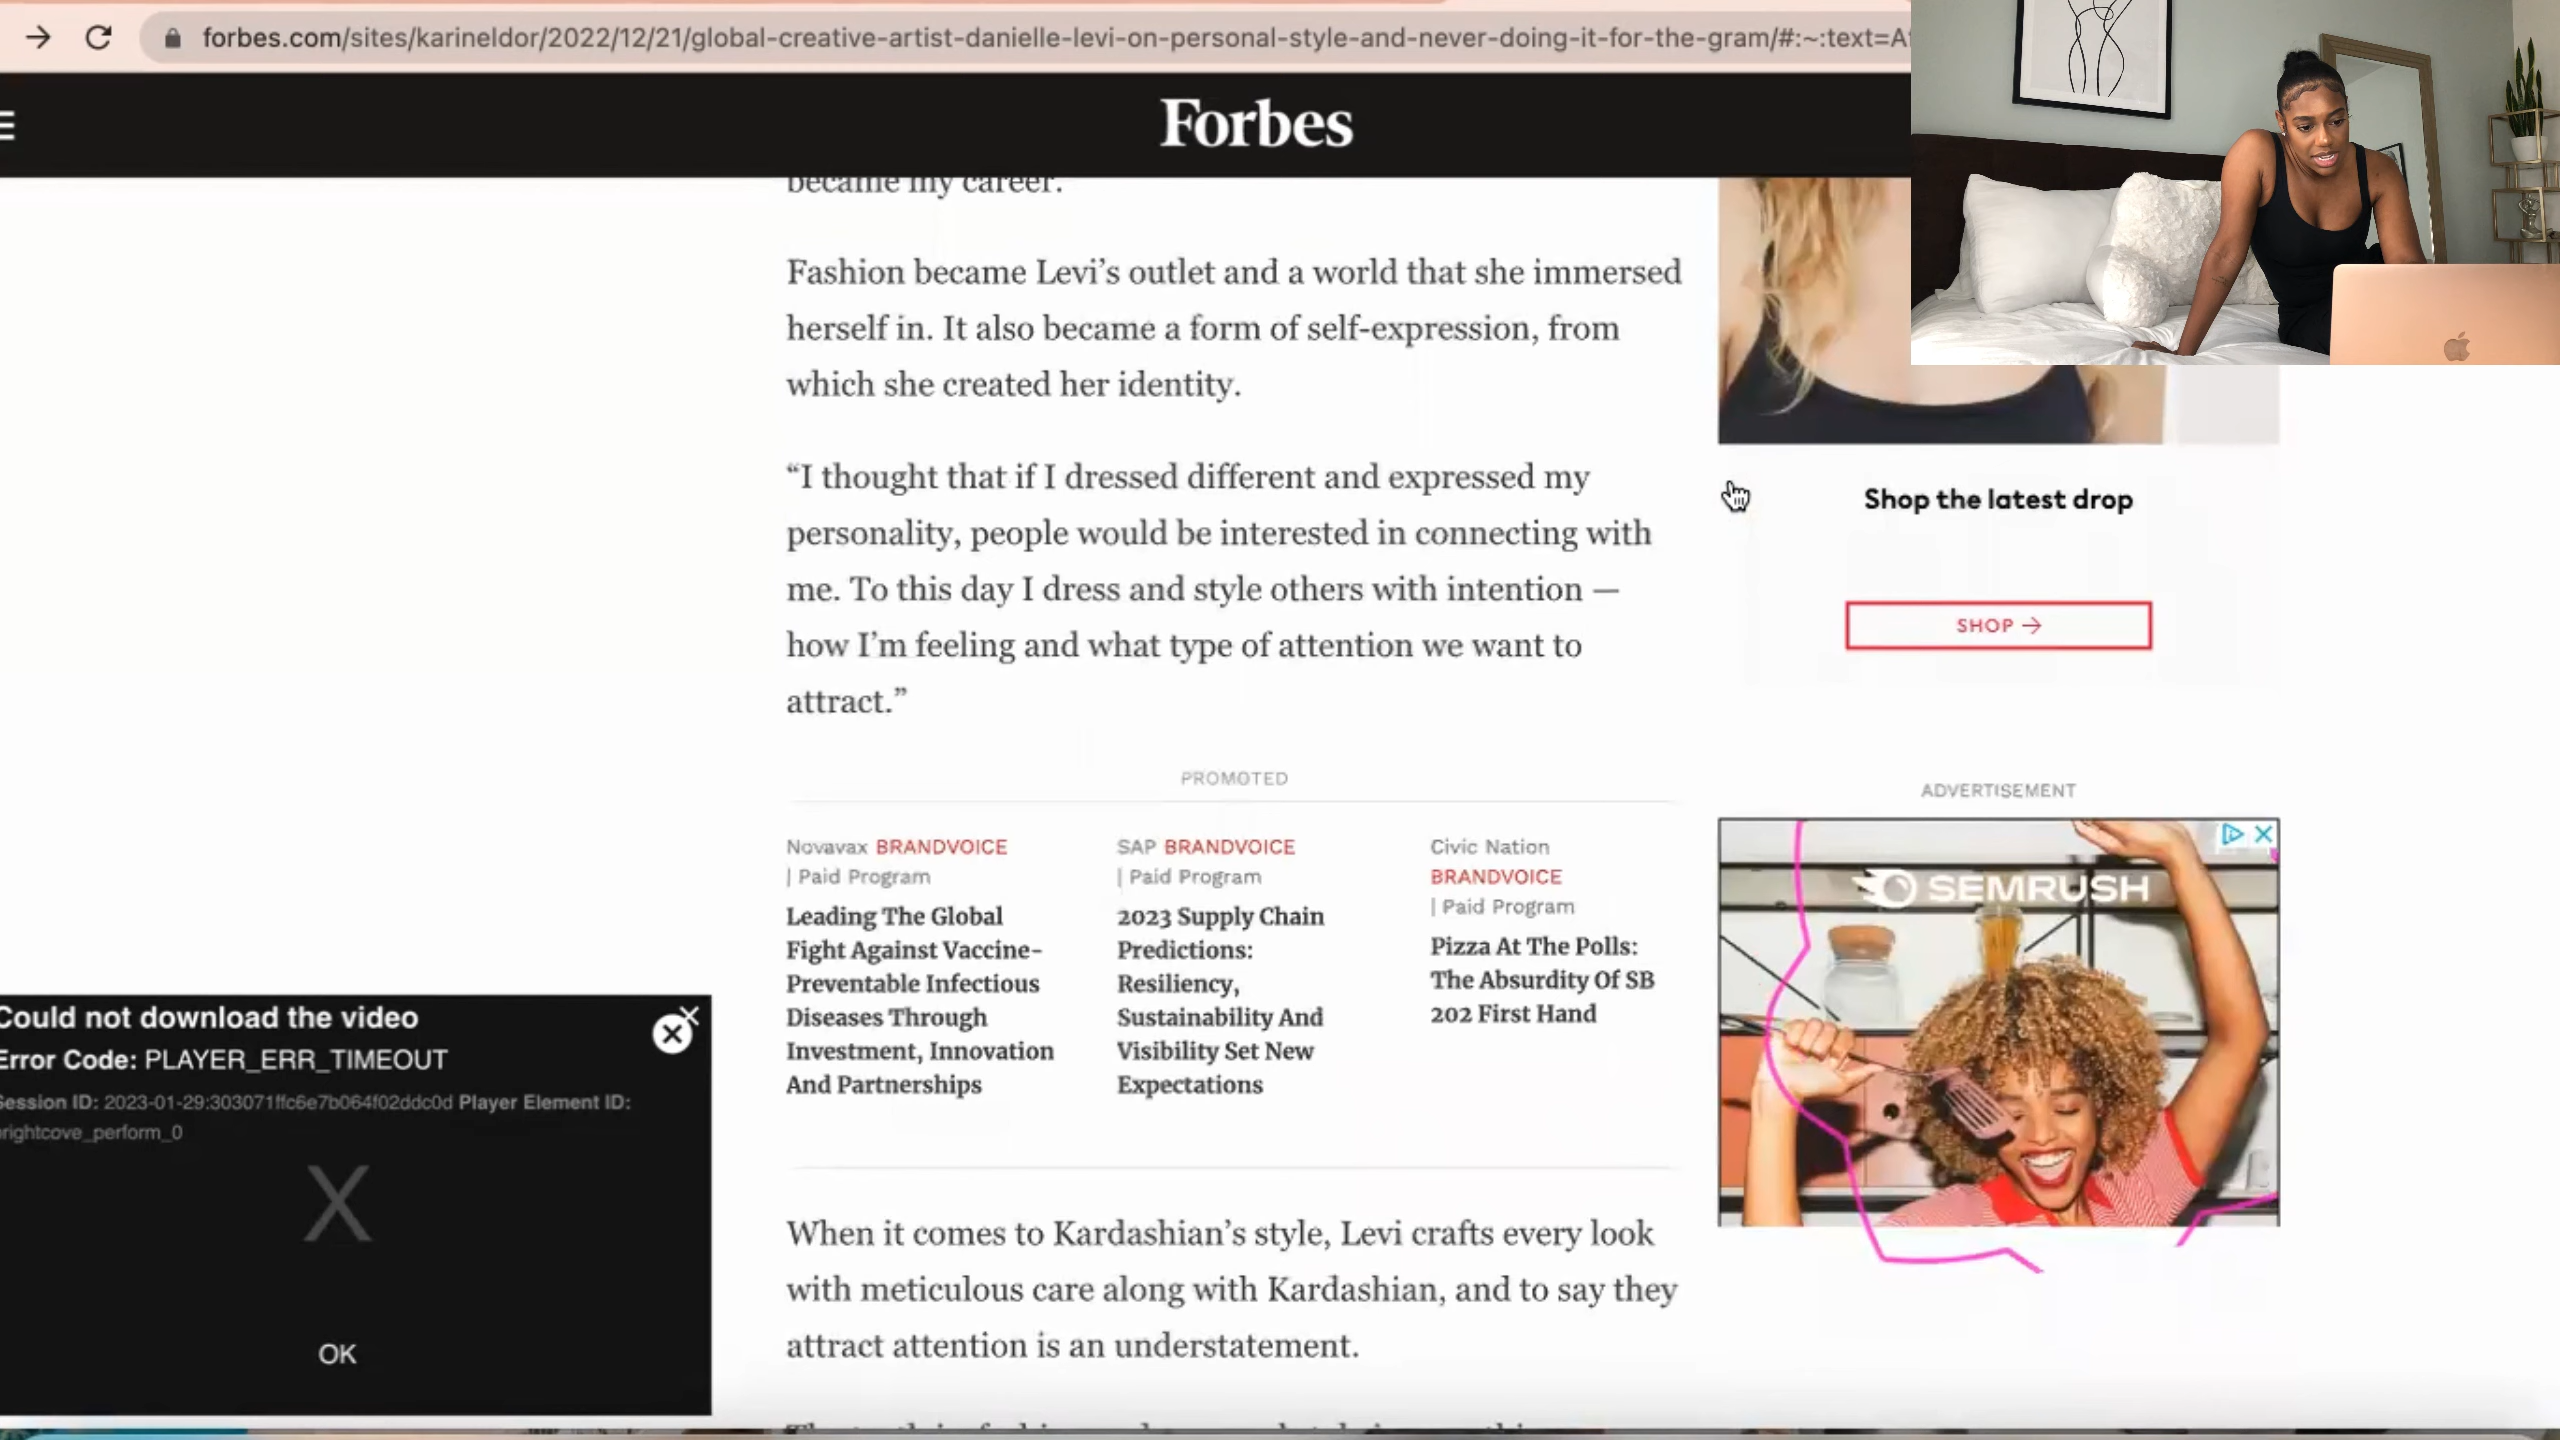 forbes.com/sites/karineldor/2022/12/21/global-creative-artist-danielle-levi-on-personal-style-and-never-doing-it-for-the-gram/#:~:text=A
Forbes
became my career.
Fashion became Levi’s outlet and a world that she immersed
herself in. It also became a form of self-expression, from
which she created her identity.
“I thought that if I dressed different and expressed my
personality, people would be interested in connecting with
me. To this day I dress and style others with intention —
how I’m feeling and what type of attention we want to
attract.”
Shop the latest drop
SHOP →
PROMOTED
Novavax BRANDVOICE
| Paid Program
Leading The Global
Fight Against Vaccine-
Preventable Infectious
Diseases Through
Investment, Innovation
And Partnerships
SAP BRANDVOICE
| Paid Program
2023 Supply Chain
Predictions:
Resiliency,
Sustainability And
Visibility Set New
Expectations
Civic Nation
BRANDVOICE
| Paid Program
Pizza At The Polls:
The Absurdity Of SB
202 First Hand
ADVERTISEMENT
SEMRUSH
Could not download the video
Error Code: PLAYER_ERR_TIMEOUT
Session ID: 2023-01-29:303071ffc6e7b064f02ddc0d Player Element ID:
brightcove_perform_0
X
OK
When it comes to Kardashian’s style, Levi crafts every look
with meticulous care along with Kardashian, and to say they
attract attention is an understatement.